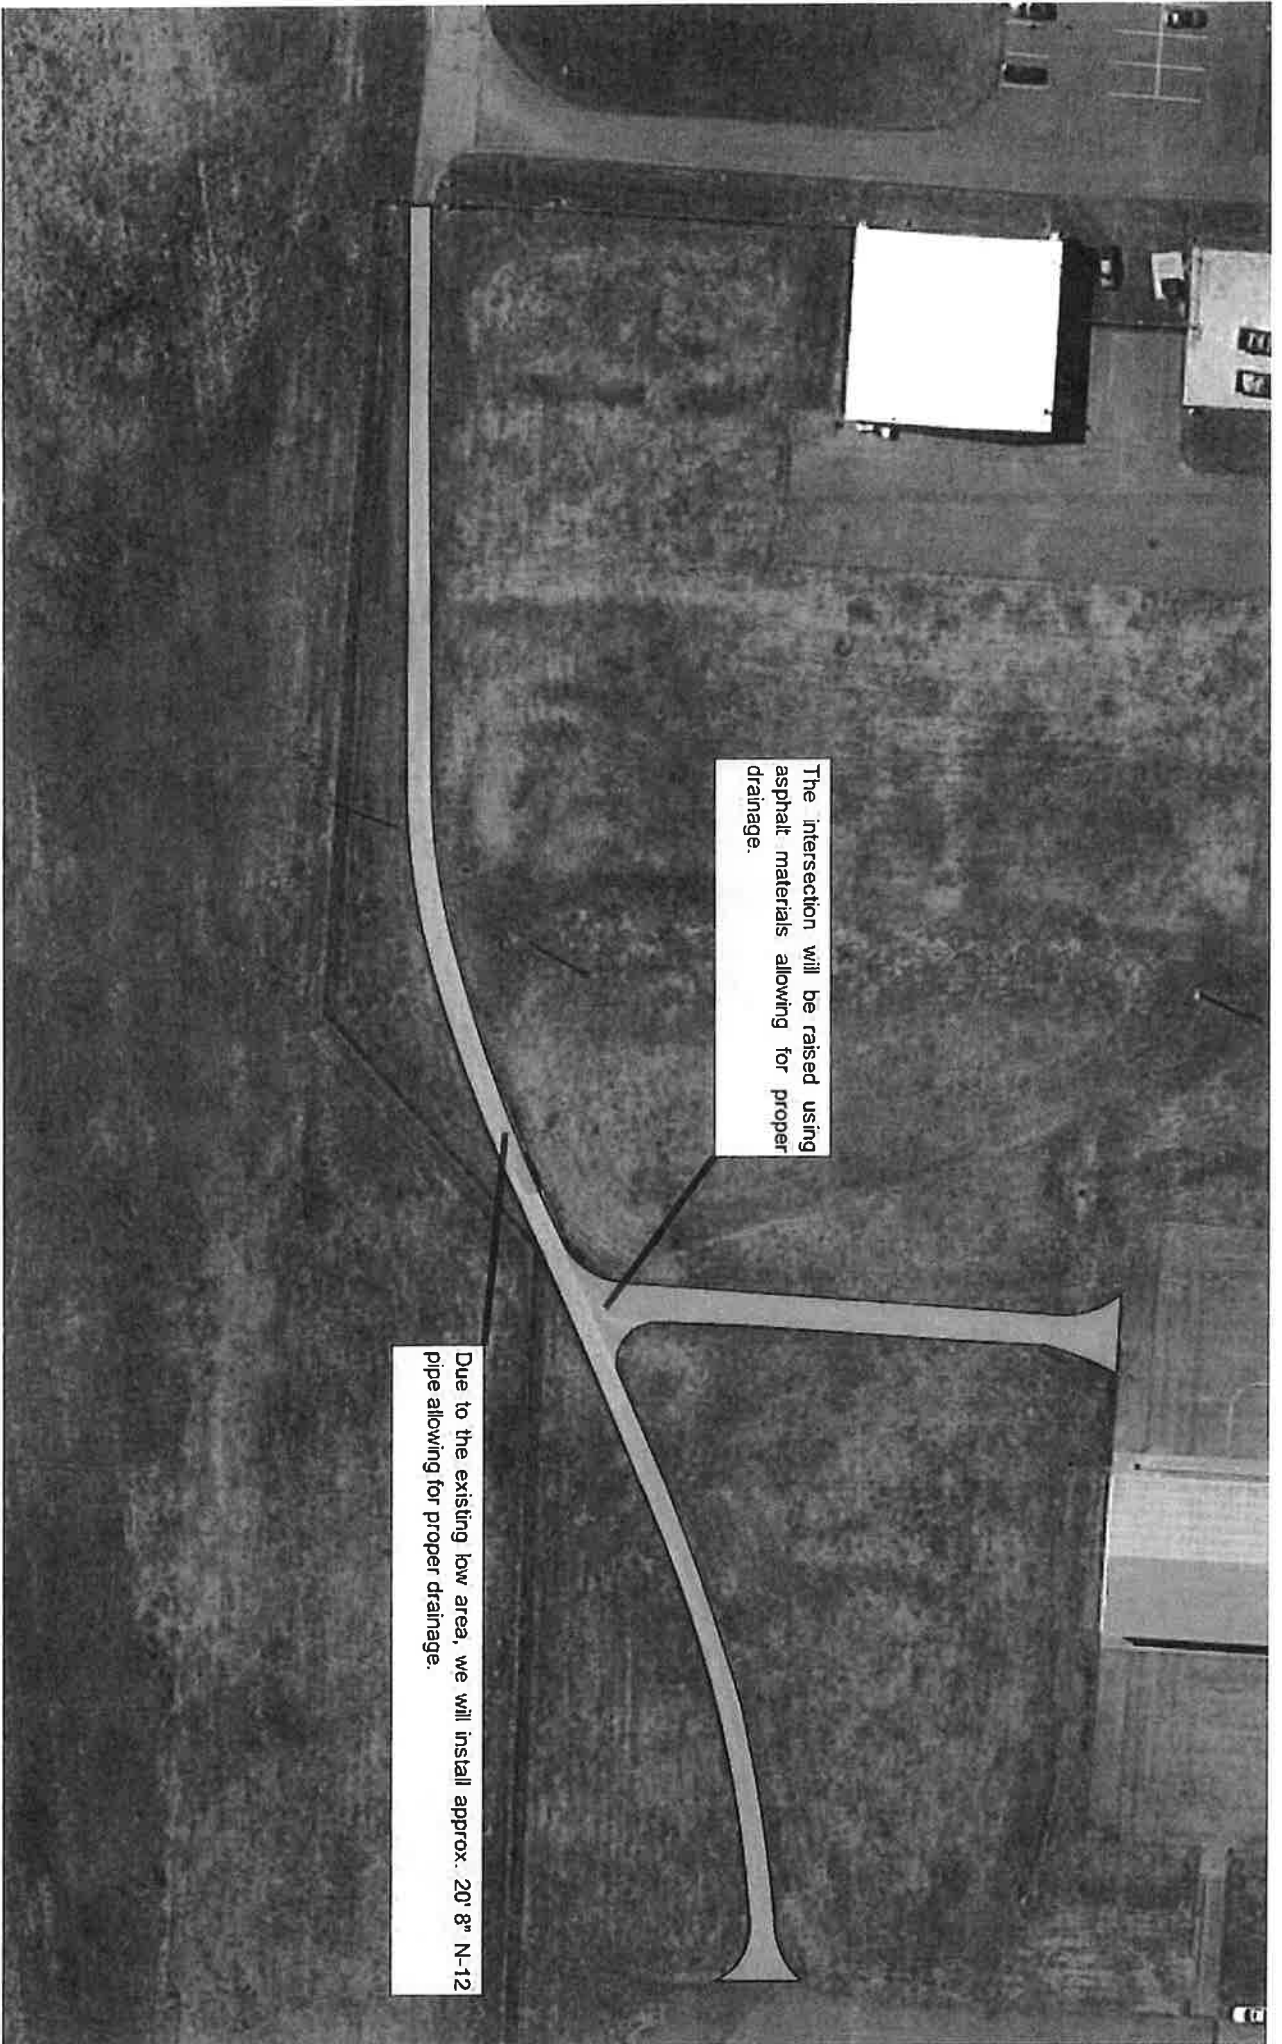 The intersection will be raised using
asphalt materials allowing for proper
drainage.
Due to the existing low area, we will install approx. 20' 8" N-12
pipe allowing for proper drainage.